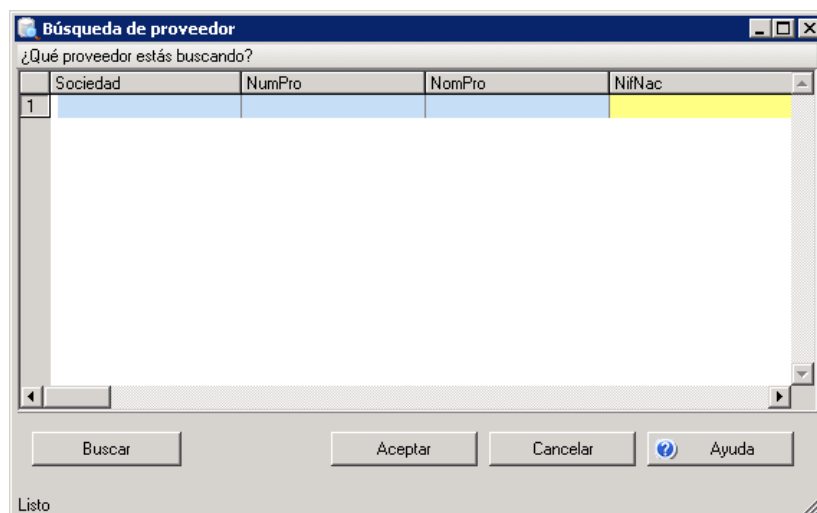 Búsqueda de proveedor
¿Qué proveedor estás buscando?
Sociedad NumPro NomPro NifNac
1
Buscar Aceptar Cancelar Ayuda
Listo